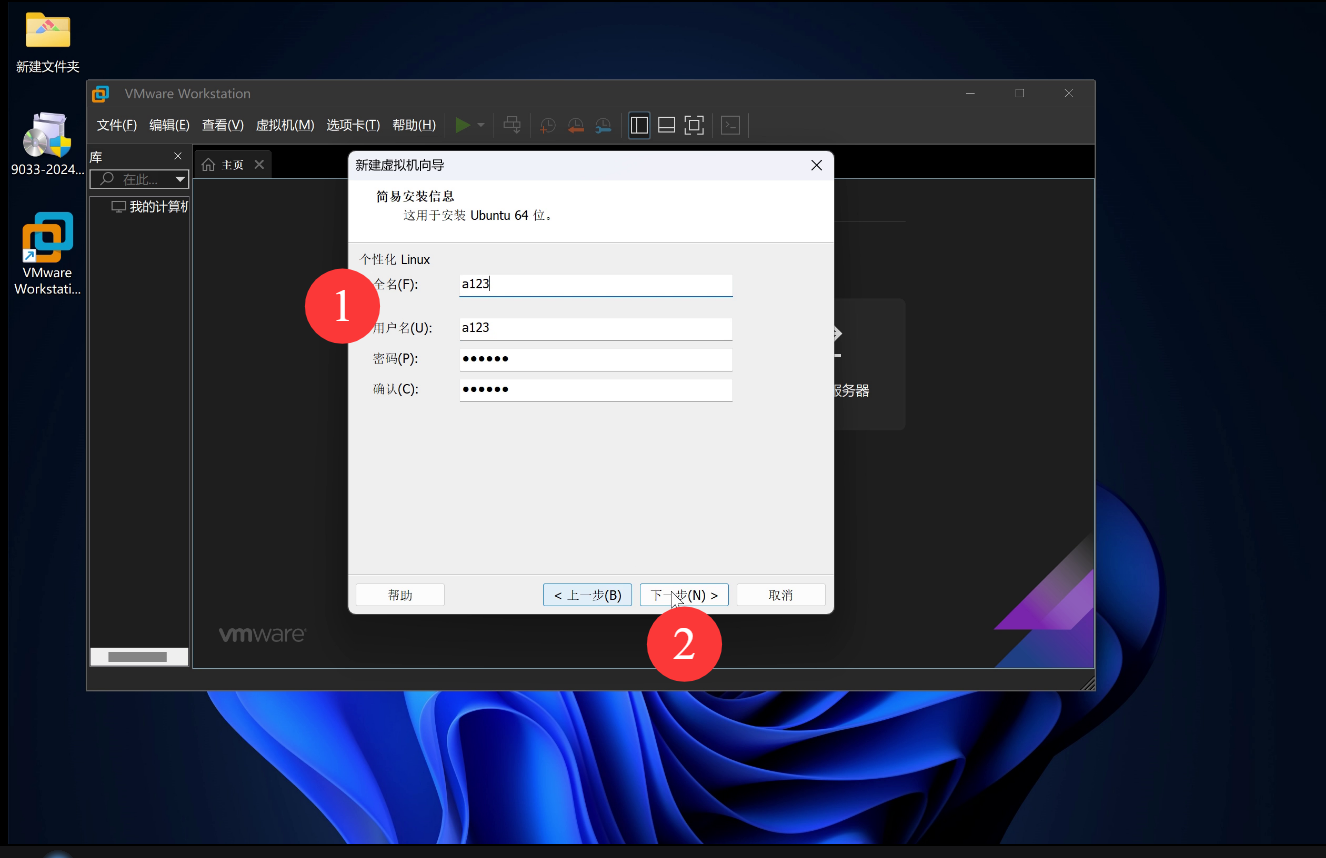 新建文件夹
9033-2024...
VMware
Workstati...
VMware Workstation
文件(F) 编辑(E) 查看(V) 虚拟机(M) 选项卡(T) 帮助(H)
库
在此...
我的计算机
主页
新建虚拟机向导
简易安装信息
这用于安装 Ubuntu 64 位。
个性化 Linux
全名(F): a123
1
用户名(U): a123
密码(P): ●●●●●●
确认(C): ●●●●●●
服务器
帮助
< 上一步(B)
下一步(N) >
取消
2
vmware